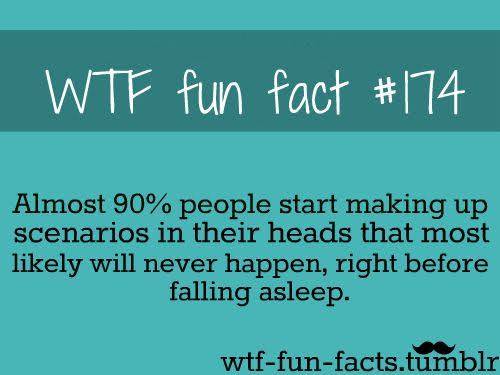 WTF fun fact #174
Almost 90% people start making up
scenarios in their heads that most
likely will never happen, right before
falling asleep.
wtf-fun-facts.tumblr